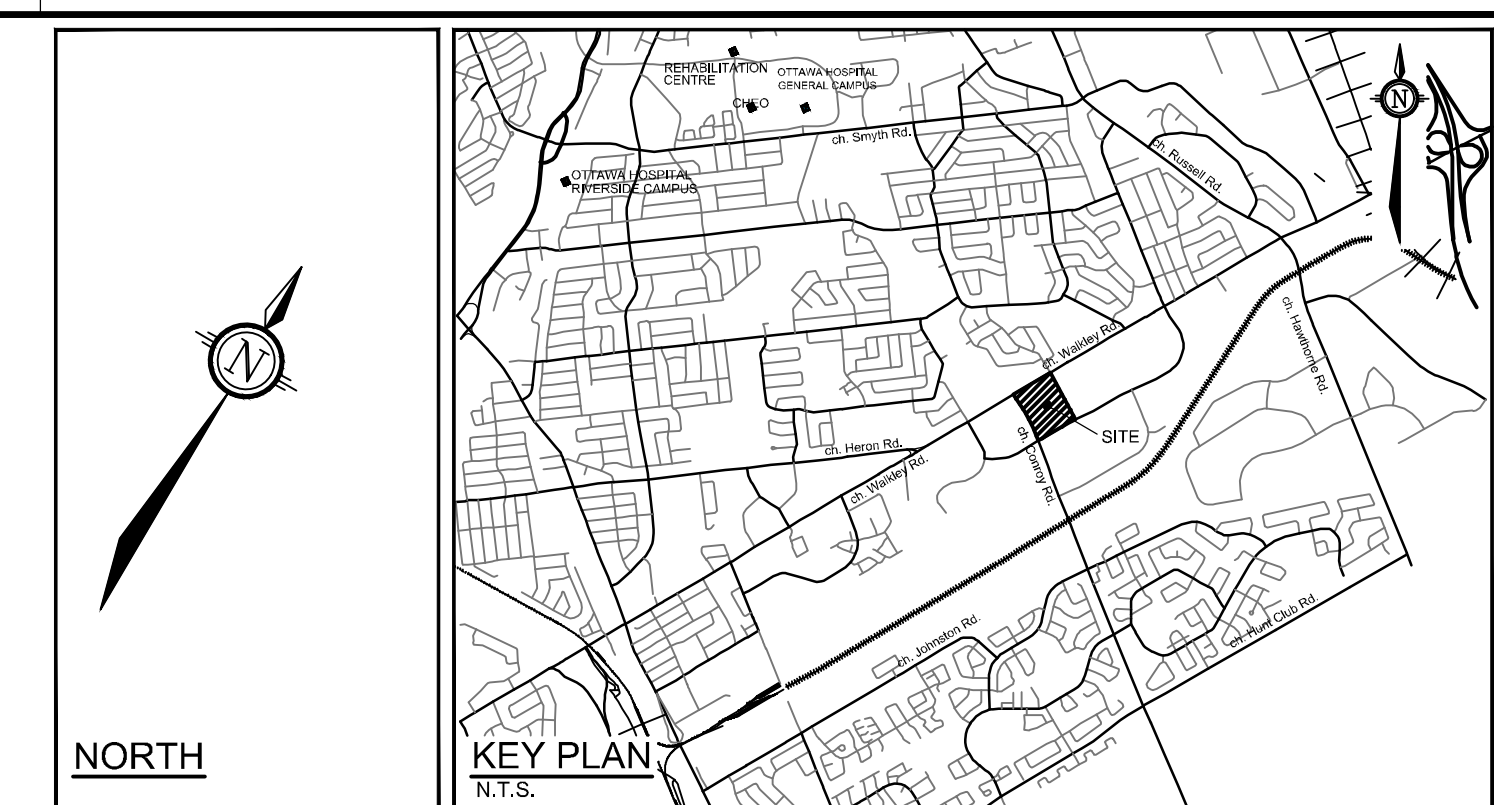 N
NORTH
REHABILITATION
CENTRE
OTTAWA HOSPITAL
GENERAL CAMPUS
CHEO
N
ch. Smyth Rd.
ch. Russell Rd.
OTTAWA HOSPITAL
RIVERSIDE CAMPUS
ch. Hawthorne Rd.
ch. Walkley Rd.
SITE
ch. Heron Rd.
ch. Conroy Rd.
ch. Walkley Rd.
ch. Johnston Rd.
ch. Hunt Club Rd.
KEY PLAN
N.T.S.